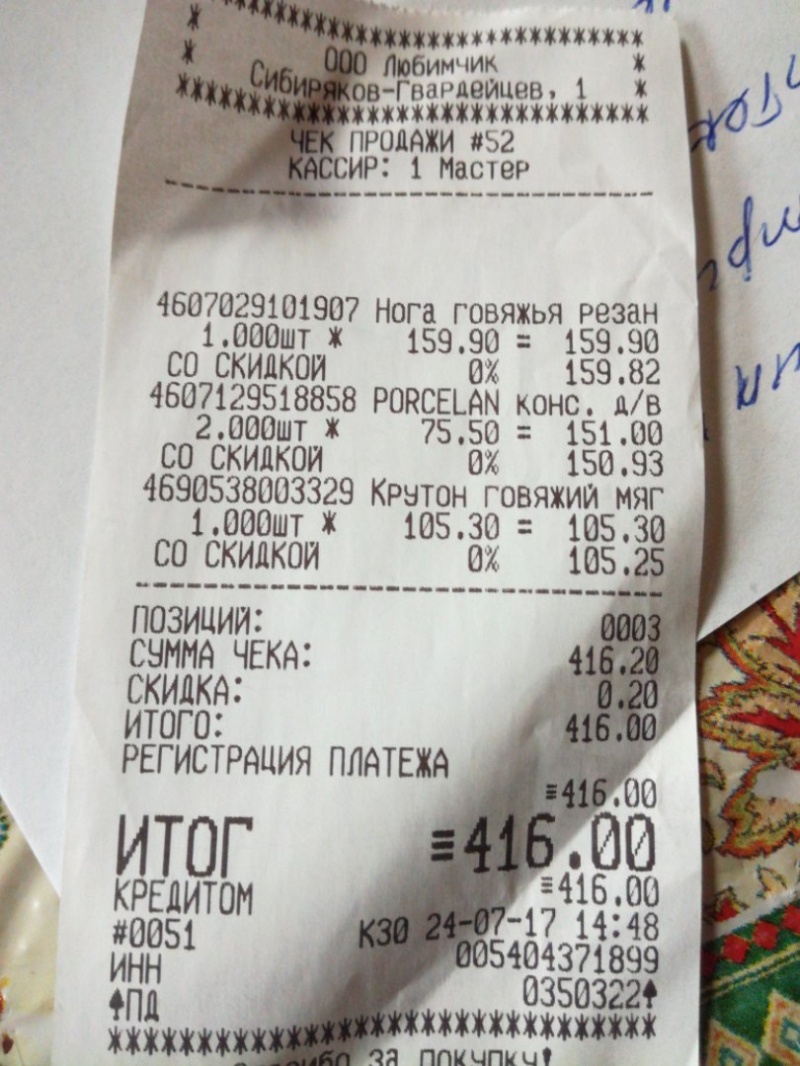 ************************************
* ООО Любимчик *
* Сибиряков-Гвардейцев, 1 *
************************************
ЧЕК ПРОДАЖИ #52
КАССИР: 1 Мастер
------------------------------------
4607029101907 Нога говяжья резан
1.000шт * 159.90 = 159.90
СО СКИДКОЙ 0% 159.82
4607129518858 PORCELAN конс. д/в
2.000шт * 75.50 = 151.00
СО СКИДКОЙ 0% 150.93
4690538003329 Крутон говяжий мяг
1.000шт * 105.30 = 105.30
СО СКИДКОЙ 0% 105.25
------------------------------------
ПОЗИЦИЙ: 0003
СУММА ЧЕКА: 416.20
СКИДКА: 0.20
ИТОГО: 416.00
РЕГИСТРАЦИЯ ПЛАТЕЖА
≡416.00
ИТОГ ≡416.00
КРЕДИТОМ ≡416.00
#0051 К30 24-07-17 14:48
ИНН 005404371899
ПД 0350322
************************************
за покупку!